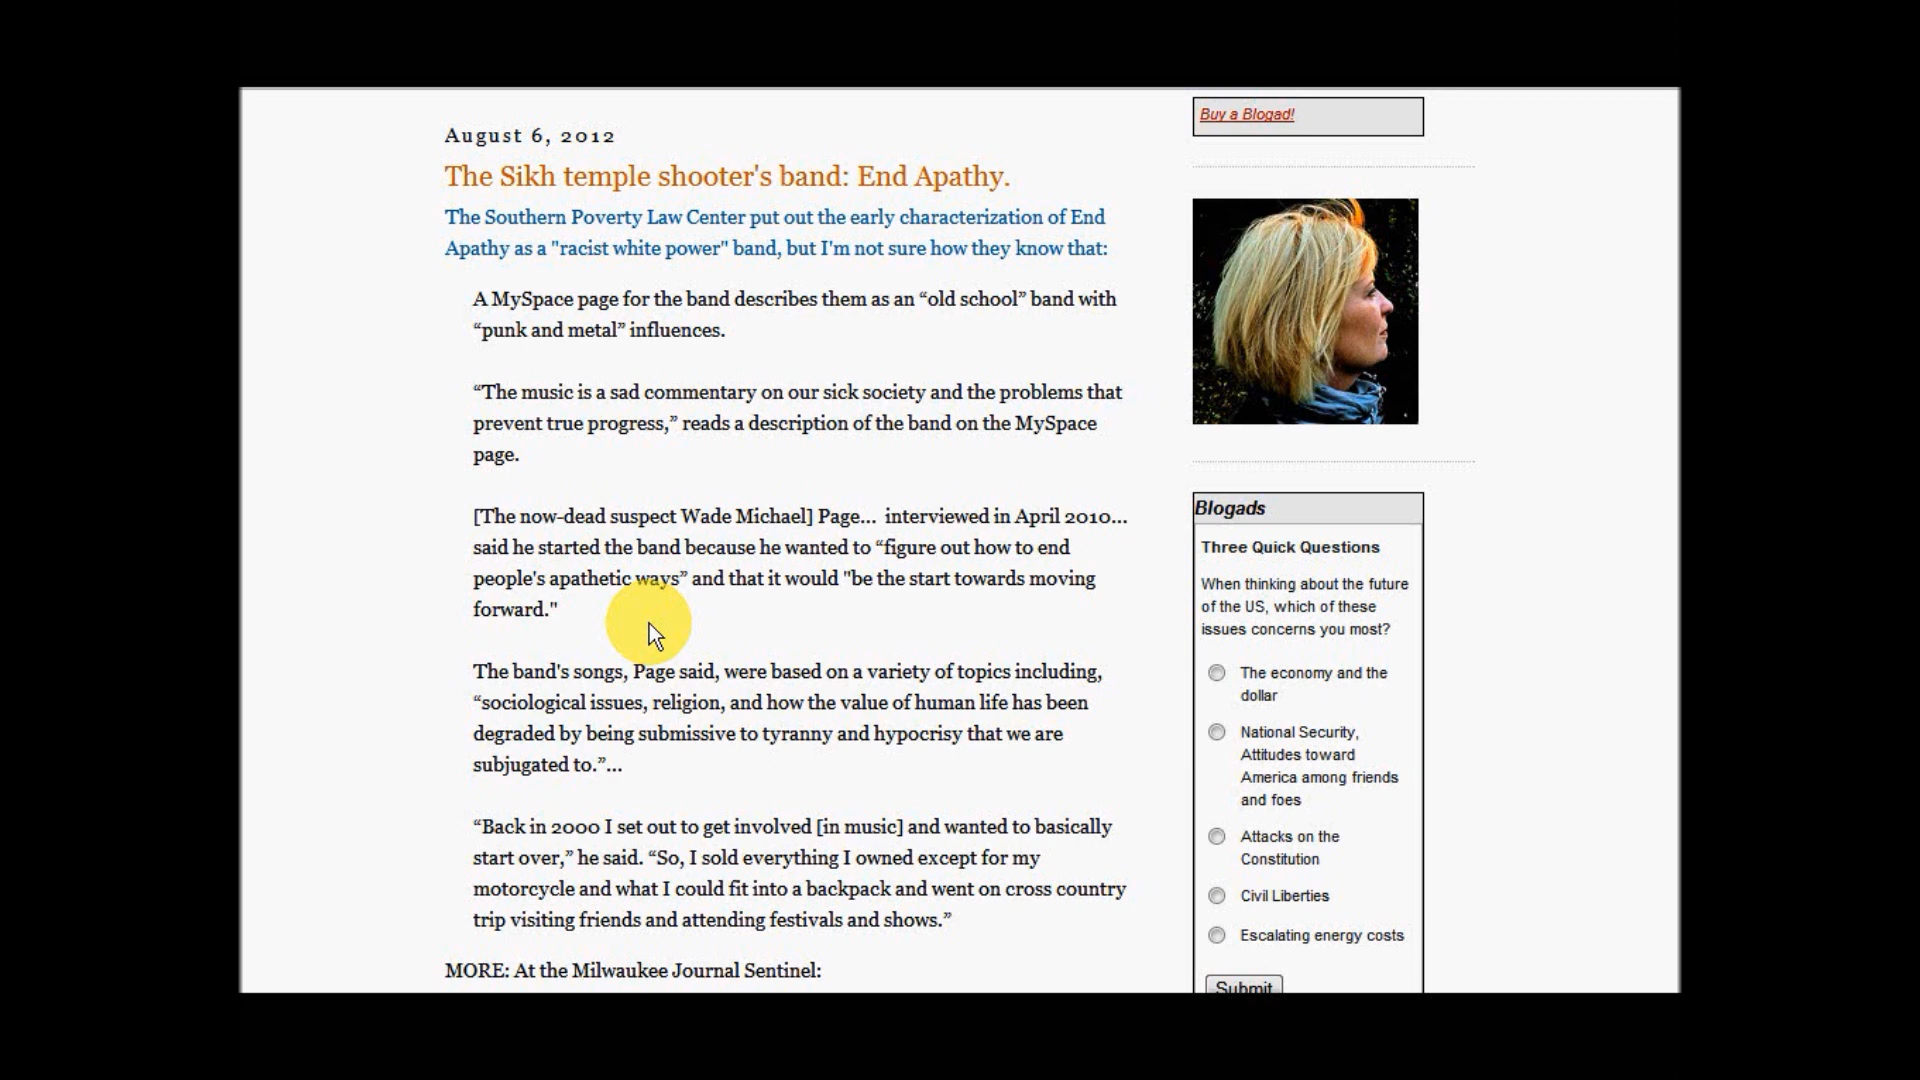 August 6, 2012
The Sikh temple shooter's band: End Apathy.
The Southern Poverty Law Center put out the early characterization of End
Apathy as a "racist white power" band, but I'm not sure how they know that:
A MySpace page for the band describes them as an “old school” band with
“punk and metal” influences.
“The music is a sad commentary on our sick society and the problems that
prevent true progress,” reads a description of the band on the MySpace
page.
[The now-dead suspect Wade Michael] Page... interviewed in April 2010...
said he started the band because he wanted to “figure out how to end
people's apathetic ways” and that it would "be the start towards moving
forward."
The band's songs, Page said, were based on a variety of topics including,
“sociological issues, religion, and how the value of human life has been
degraded by being submissive to tyranny and hypocrisy that we are
subjugated to.”...
“Back in 2000 I set out to get involved [in music] and wanted to basically
start over,” he said. “So, I sold everything I owned except for my
motorcycle and what I could fit into a backpack and went on cross country
trip visiting friends and attending festivals and shows.”
MORE: At the Milwaukee Journal Sentinel:
Buy a Blogad!
Blogads
Three Quick Questions
When thinking about the future
of the US, which of these
issues concerns you most?
The economy and the
dollar
National Security,
Attitudes toward
America among friends
and foes
Attacks on the
Constitution
Civil Liberties
Escalating energy costs
Submit